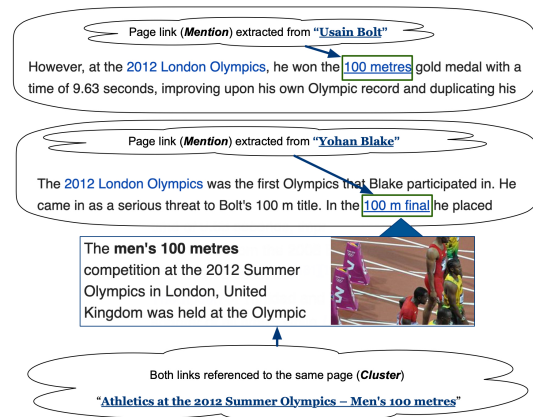 Page link (Mention) extracted from “Usain Bolt”
However, at the 2012 London Olympics, he won the 100 metres gold medal with a
time of 9.63 seconds, improving upon his own Olympic record and duplicating his
Page link (Mention) extracted from “Yohan Blake”
The 2012 London Olympics was the first Olympics that Blake participated in. He
came in as a serious threat to Bolt's 100 m title. In the 100 m final he placed
The men's 100 metres
competition at the 2012 Summer
Olympics in London, United
Kingdom was held at the Olympic
Both links referenced to the same page (Cluster)
“Athletics at the 2012 Summer Olympics – Men's 100 metres”